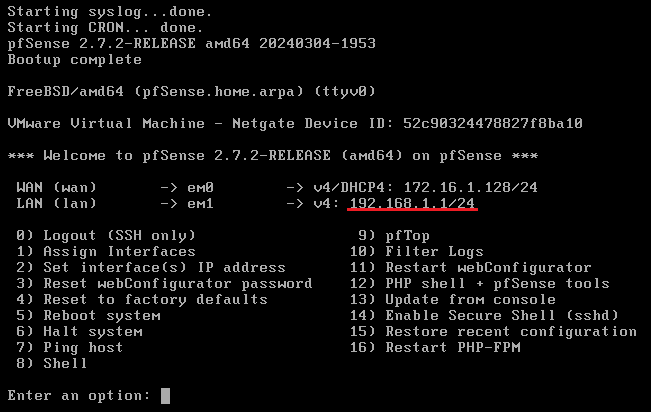 Starting syslog...done.
Starting CRON... done.
pfSense 2.7.2-RELEASE amd64 20240304-1953
Bootup complete
FreeBSD/amd64 (pfSense.home.arpa) (ttyv0)
VMware Virtual Machine - Netgate Device ID: 52c90324478827f8ba10
*** Welcome to pfSense 2.7.2-RELEASE (amd64) on pfSense ***
WAN (wan) -> em0 -> v4/DHCP4: 172.16.1.128/24
LAN (lan) -> em1 -> v4: 192.168.1.1/24
0) Logout (SSH only) 9) pfTop
1) Assign Interfaces 10) Filter Logs
2) Set interface(s) IP address 11) Restart webConfigurator
3) Reset webConfigurator password 12) PHP shell + pfSense tools
4) Reset to factory defaults 13) Update from console
5) Reboot system 14) Enable Secure Shell (sshd)
6) Halt system 15) Restore recent configuration
7) Ping host 16) Restart PHP-FPM
8) Shell
Enter an option: